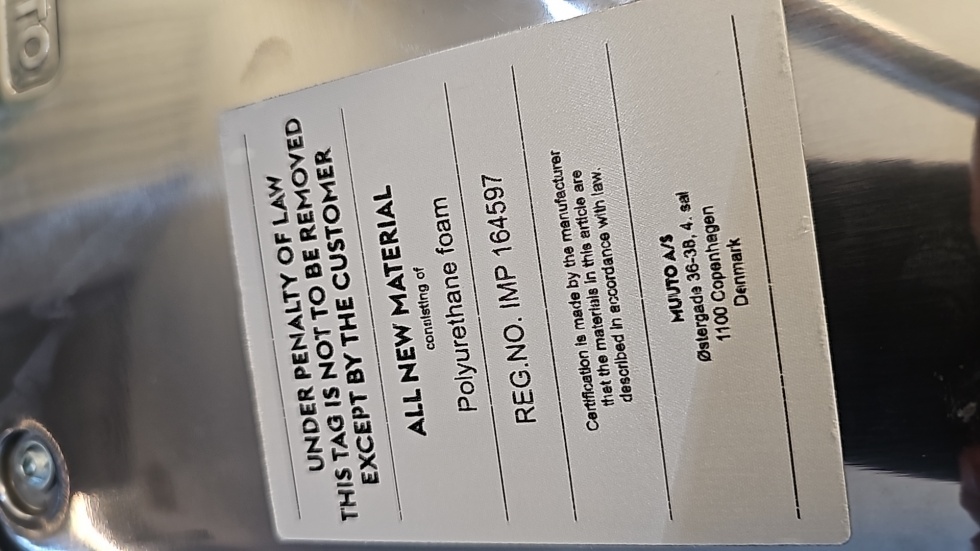 UNDER PENALTY OF LAW
THIS TAG IS NOT TO BE REMOVED
EXCEPT BY THE CUSTOMER
ALL NEW MATERIAL
consisting of
Polyurethane foam
REG.NO. IMP 164597
Certification is made by the manufacturer
that the materials in this article are
described in accordance with law.
MUUTO A/S
Østergade 36-38, 4. sal
1100 Copenhagen
Denmark